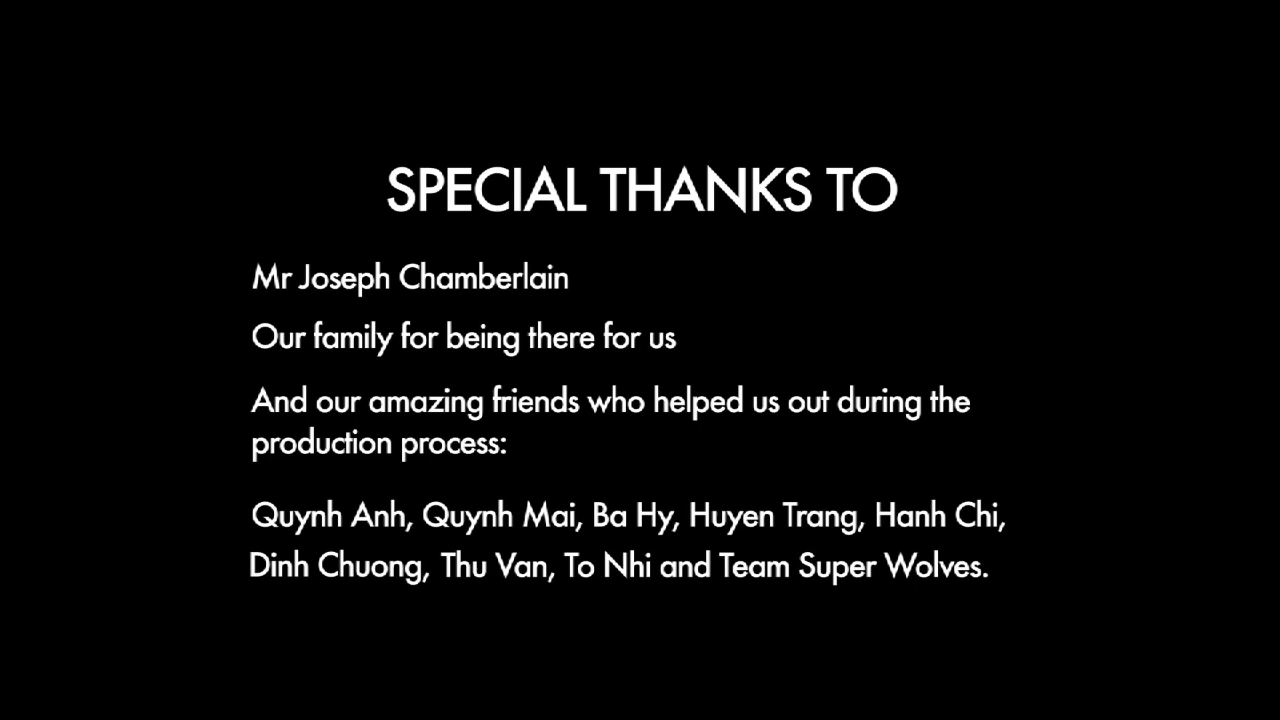 SPECIAL THANKS TO
Mr Joseph Chamberlain
Our family for being there for us
And our amazing friends who helped us out during the
production process:
Quynh Anh, Quynh Mai, Ba Hy, Huyen Trang, Hanh Chi,
Dinh Chuong, Thu Van, To Nhi and Team Super Wolves.